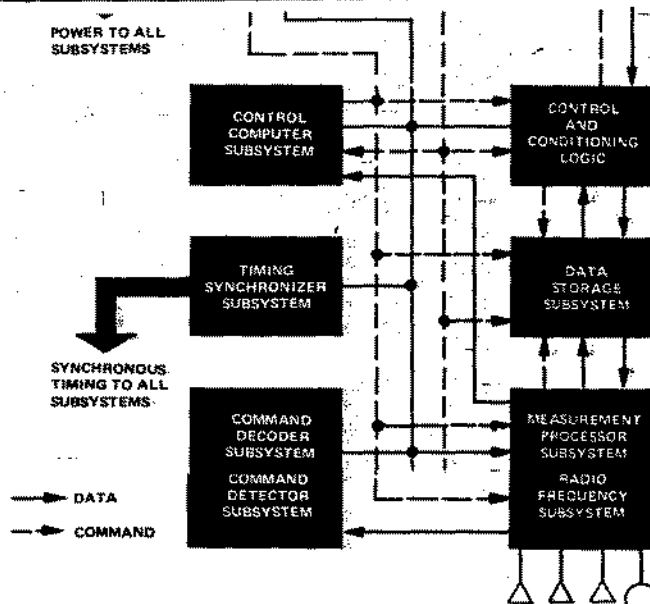 POWER TO ALL
SUBSYSTEMS
CONTROL
COMPUTER
SUBSYSTEM
CONTROL
AND
CONDITIONING
LOGIC
TIMING
SYNCHRONIZER
SUBSYSTEM
DATA
STORAGE
SUBSYSTEM
SYNCHRONOUS
TIMING TO ALL
SUBSYSTEMS
COMMAND
DECODER
SUBSYSTEM
COMMAND
DETECTOR
SUBSYSTEM
MEASUREMENT
PROCESSOR
SUBSYSTEM
RADIO
FREQUENCY
SUBSYSTEM
DATA
COMMAND